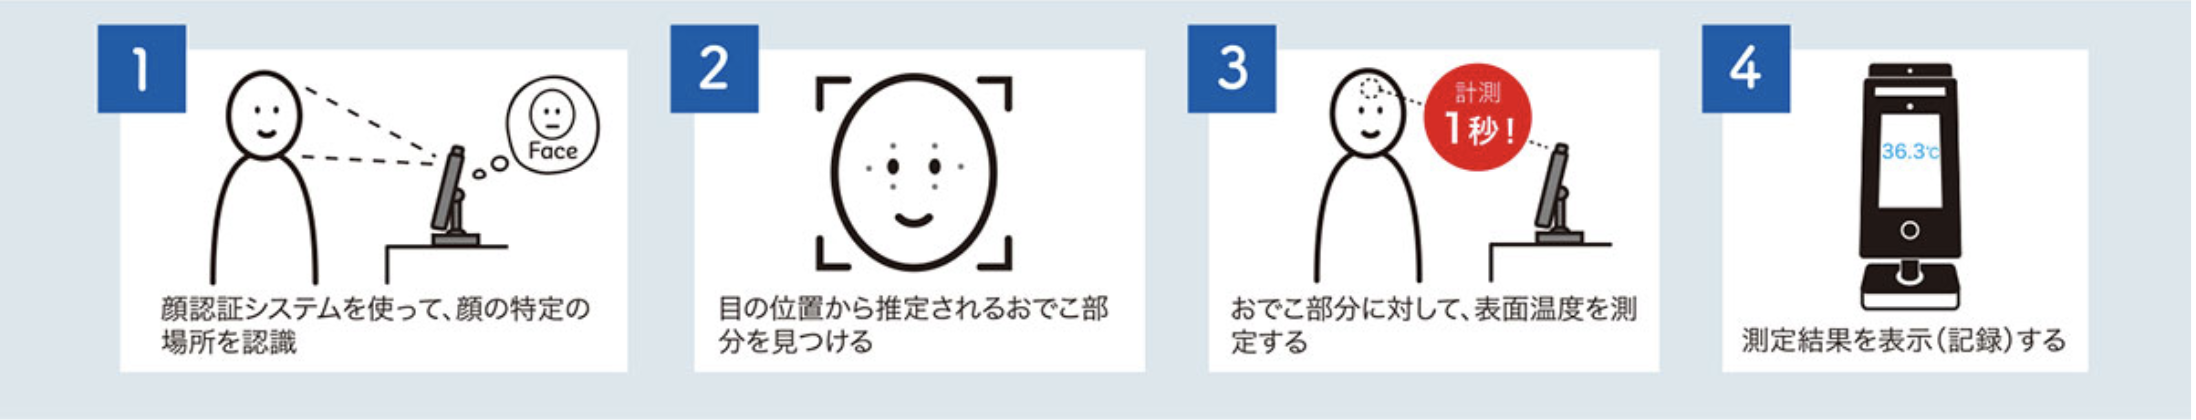 1
Face
顔認証システムを使って、顔の特定の
場所を認識
2
目の位置から推定されるおでこ部
分を見つける
3
計測
1秒!
おでこ部分に対して、表面温度を測
定する
4
36.3℃
測定結果を表示(記録)する